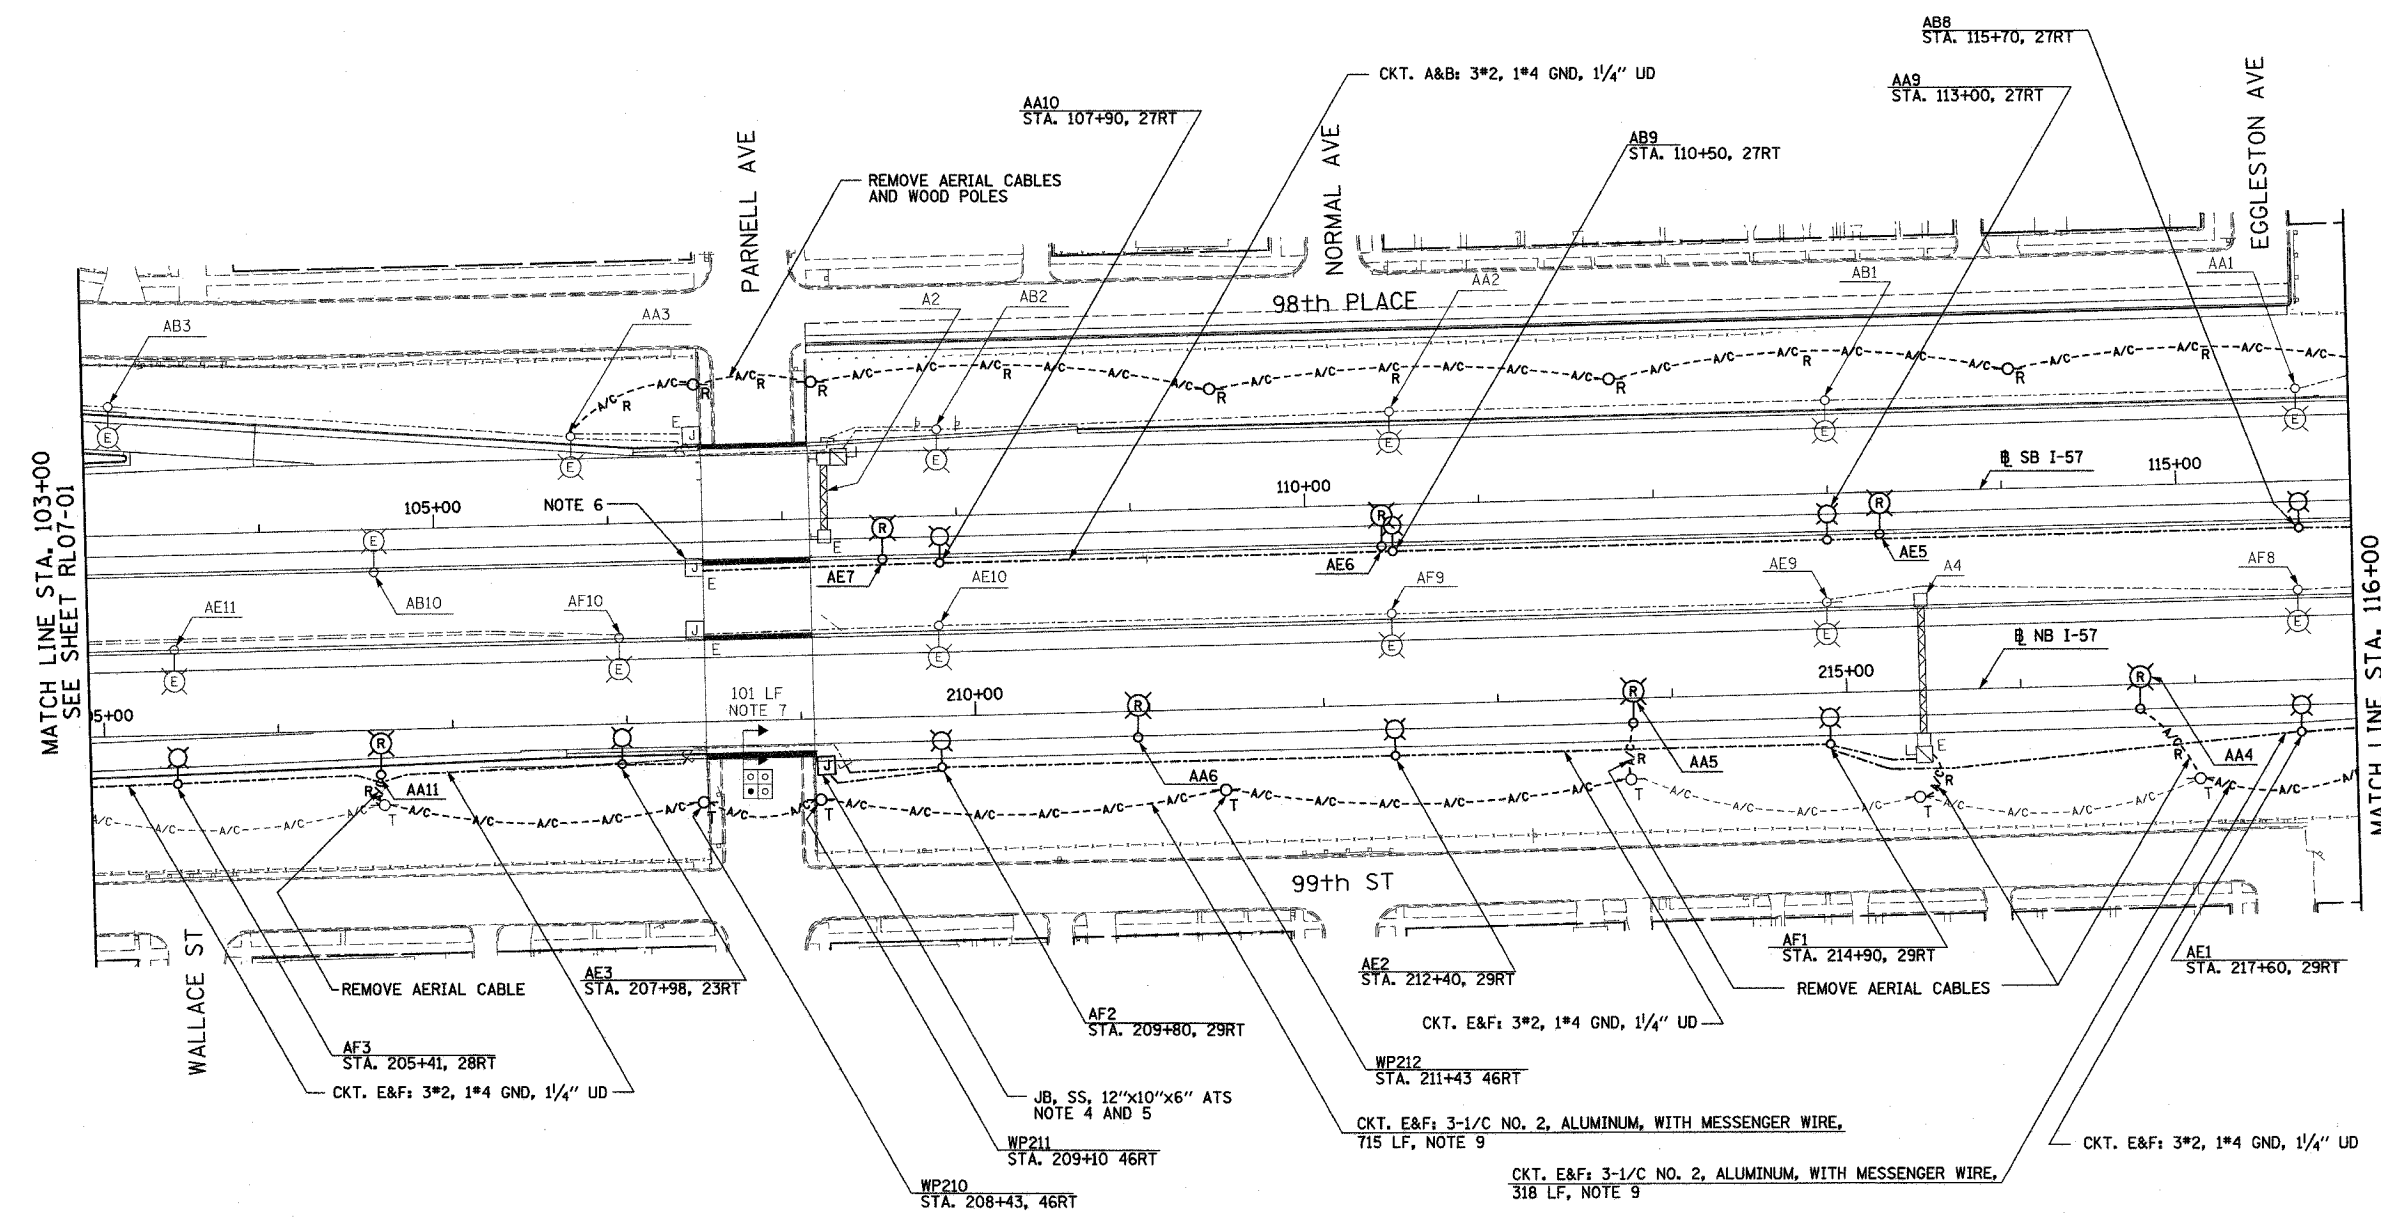 AB8
STA. 115+70, 27RT
CKT. A&B: 3#2, 1#4 GND, 1¼" UD
AA9
STA. 113+00, 27RT
AA10
STA. 107+90, 27RT
AB9
STA. 110+50, 27RT
PARNELL AVE
NORMAL AVE
EGGLESTON AVE
REMOVE AERIAL CABLES
AND WOOD POLES
98th PLACE
AB3
AA3
A2
AB2
AA2
AB1
AA1
A/C
R
A/C
R
A/C
R
A/C
A/C
R
A/C
A/C
R
A/C
A/C
R
A/C
R
A/C
A/C
R
A/C
A/C
R
A/C
A/C
R
A/C
E
E
E
J
E
E
E
E
MATCH LINE STA. 103+00
SEE SHEET RL07-01
105+00
NOTE 6
110+00
℄ SB I-57
115+00
E
E
R
R
R
J
E
AE7
AE6
AE5
AB10
AE11
AF10
AE10
AF9
AE9
A4
AF8
J
E
E
E
E
E
E
E
℄ NB I-57
MATCH LINE STA. 116+00
101 LF
NOTE 7
05+00
210+00
215+00
R
R
R
R
J
L
E
AA11
AA6
AA5
AA4
A/C
R
A/C
A/C
T
A/C
A/C
A/C
T
A/C
A/C
T
A/C
A/C
A/C
T
A/C
A/C
A/C
A/C
R
T
A/C
A/C
A/C
R
T
A/C
A/C
A/C
R
T
A/C
A/C
99th ST
WALLACE ST
REMOVE AERIAL CABLE
AE3
STA. 207+98, 23RT
AE2
STA. 212+40, 29RT
AF1
STA. 214+90, 29RT
AE1
STA. 217+60, 29RT
REMOVE AERIAL CABLES
AF3
STA. 205+41, 28RT
AF2
STA. 209+80, 29RT
CKT. E&F: 3#2, 1#4 GND, 1¼" UD
CKT. E&F: 3#2, 1#4 GND, 1¼" UD
WP212
STA. 211+43 46RT
JB, SS, 12"x10"x6" ATS
NOTE 4 AND 5
CKT. E&F: 3-1/C NO. 2, ALUMINUM, WITH MESSENGER WIRE,
715 LF, NOTE 9
WP211
STA. 209+10 46RT
CKT. E&F: 3#2, 1#4 GND, 1¼" UD
CKT. E&F: 3-1/C NO. 2, ALUMINUM, WITH MESSENGER WIRE,
318 LF, NOTE 9
WP210
STA. 208+43, 46RT